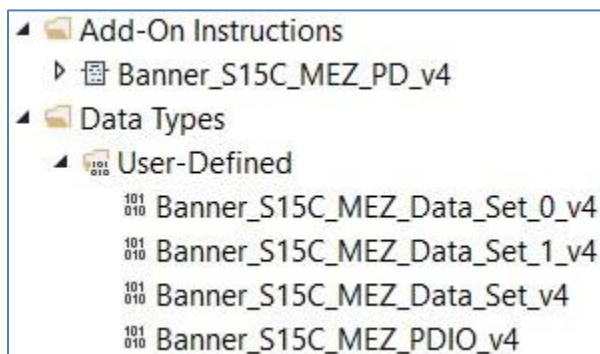 Add-On Instructions
Banner_S15C_MEZ_PD_v4
Data Types
User-Defined
Banner_S15C_MEZ_Data_Set_0_v4
Banner_S15C_MEZ_Data_Set_1_v4
Banner_S15C_MEZ_Data_Set_v4
Banner_S15C_MEZ_PDIO_v4